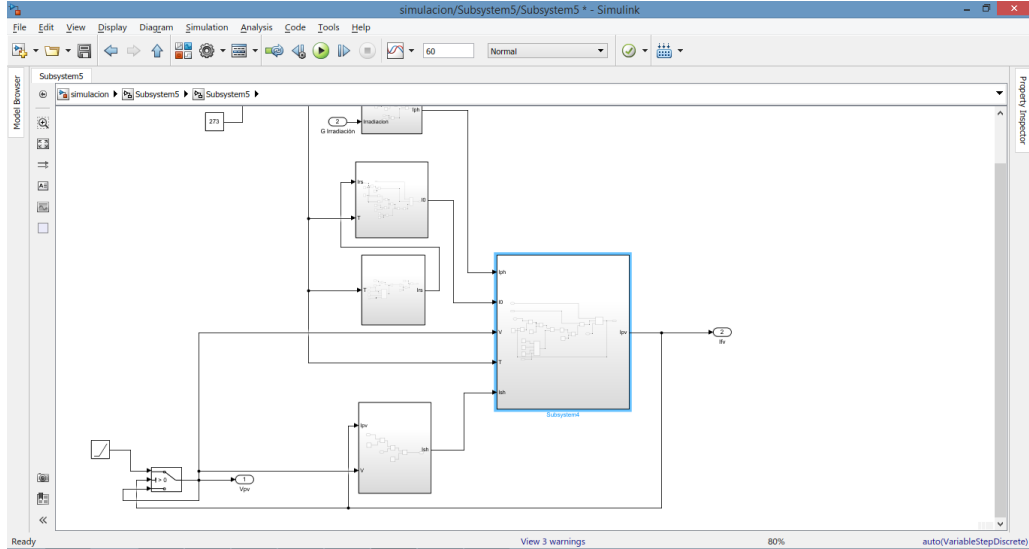 simulacion/Subsystem5/Subsystem5 * - Simulink
File Edit View Display Diagram Simulation Analysis Code Tools Help
60
Normal
Model Browser
Subsystem5
simulacion Subsystem5 Subsystem5
Property Inspector
273
2
G Irradiación
Irradiacion
Iph
Irs
T
I0
T
Irs
Iph
I0
V
T
Ish
Ipv
Subsystem4
2
Ifv
Ipv
V
Ish
> 0
1
Vpv
Ready
View 3 warnings
80%
auto(VariableStepDiscrete)